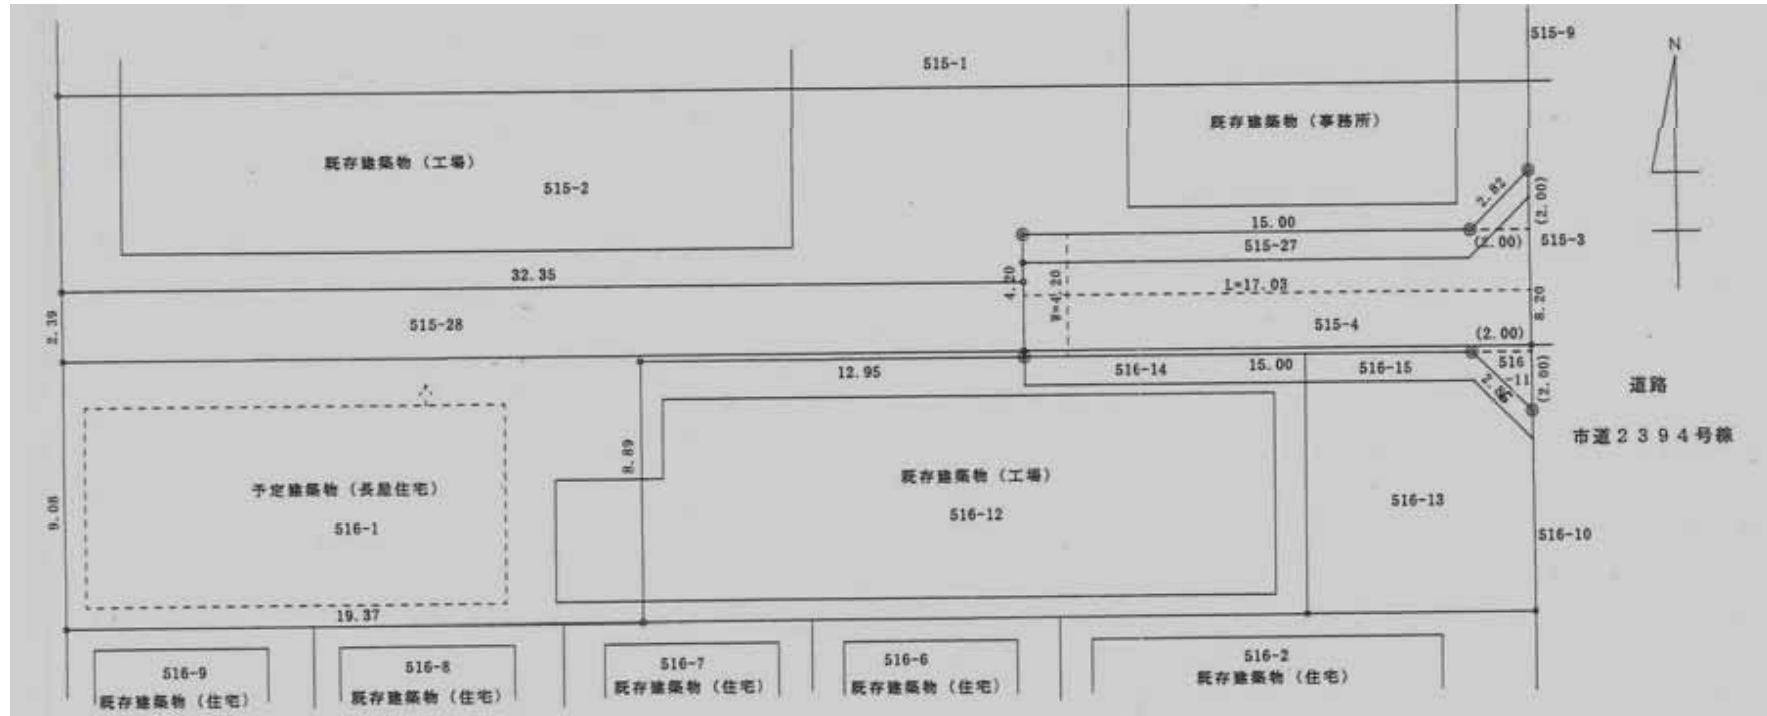 515-9
N
515-1
既存建築物（事務所）
既存建築物（工場）
515-2
2.82
(2.00)
15.00
(2.00)
515-3
515-27
32.35
4.20
W=4.20
L=17.03
8.20
2.39
515-28
515-4
(2.00)
12.95
516-14
15.00
516-15
516
-11
(2.00)
2.86
道路
市道２３９４号線
8.89
予定建築物（長屋住宅）
516-1
9.08
既存建築物（工場）
516-12
516-13
516-10
19.37
516-9
既存建築物（住宅）
516-8
既存建築物（住宅）
516-7
既存建築物（住宅）
516-6
既存建築物（住宅）
516-2
既存建築物（住宅）